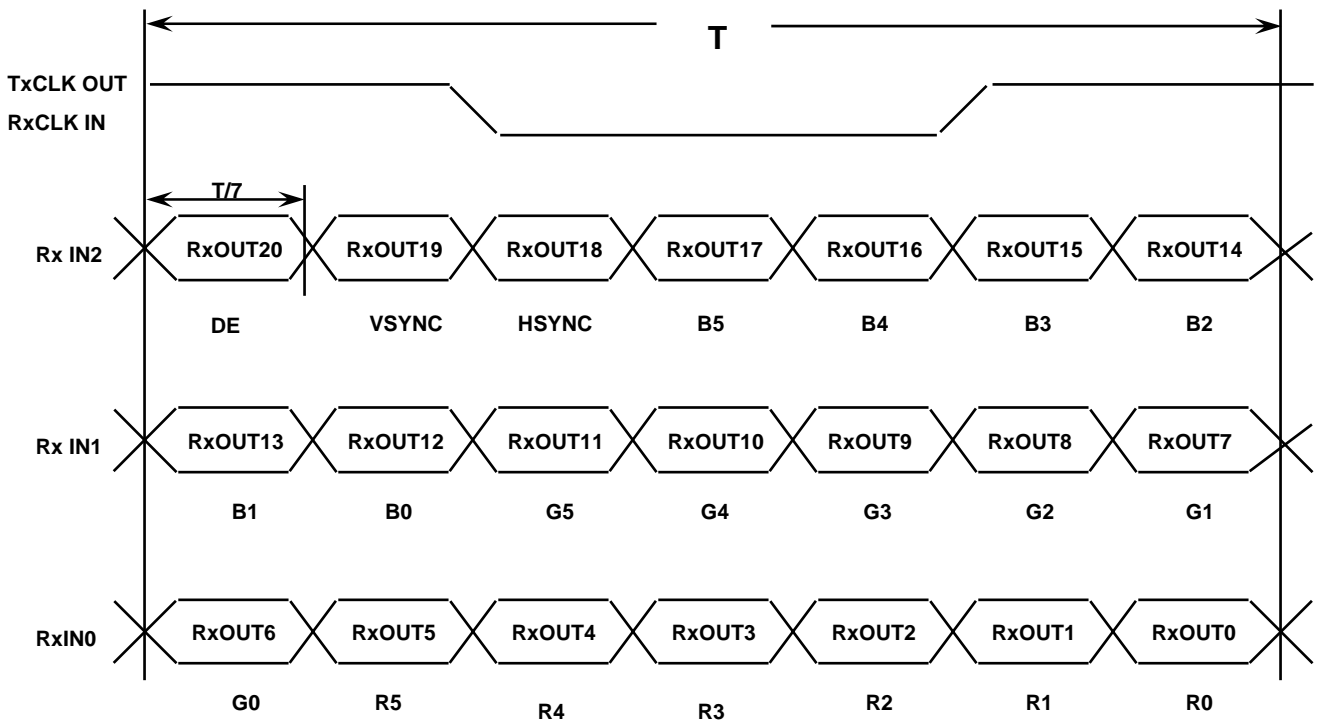 T
TxCLK OUT
RxCLK IN
T/7
Rx IN2 RxOUT20 RxOUT19 RxOUT18 RxOUT17 RxOUT16 RxOUT15 RxOUT14
DE VSYNC HSYNC B5 B4 B3 B2
Rx IN1 RxOUT13 RxOUT12 RxOUT11 RxOUT10 RxOUT9 RxOUT8 RxOUT7
B1 B0 G5 G4 G3 G2 G1
RxIN0 RxOUT6 RxOUT5 RxOUT4 RxOUT3 RxOUT2 RxOUT1 RxOUT0
G0 R5 R4 R3 R2 R1 R0